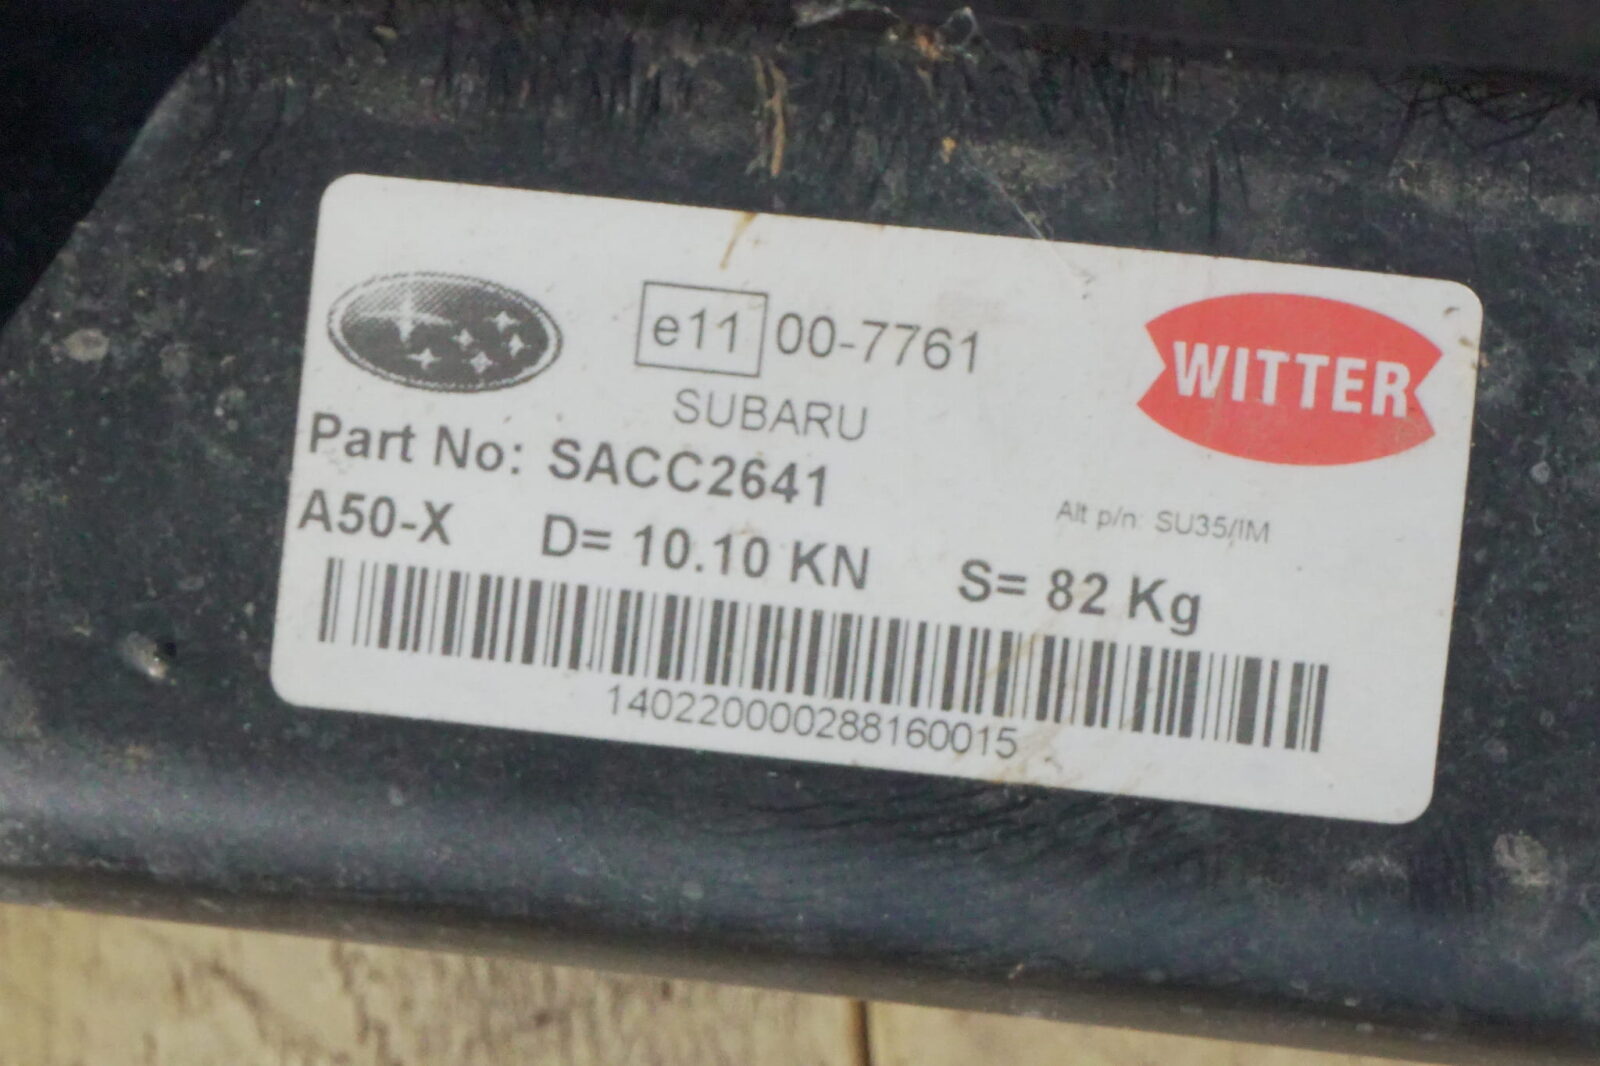 e11 00-7761
WITTER
SUBARU
Part No: SACC2641
Alt p/n: SU35/IM
A50-X D= 10.10 KN S= 82 Kg
140220000288160015